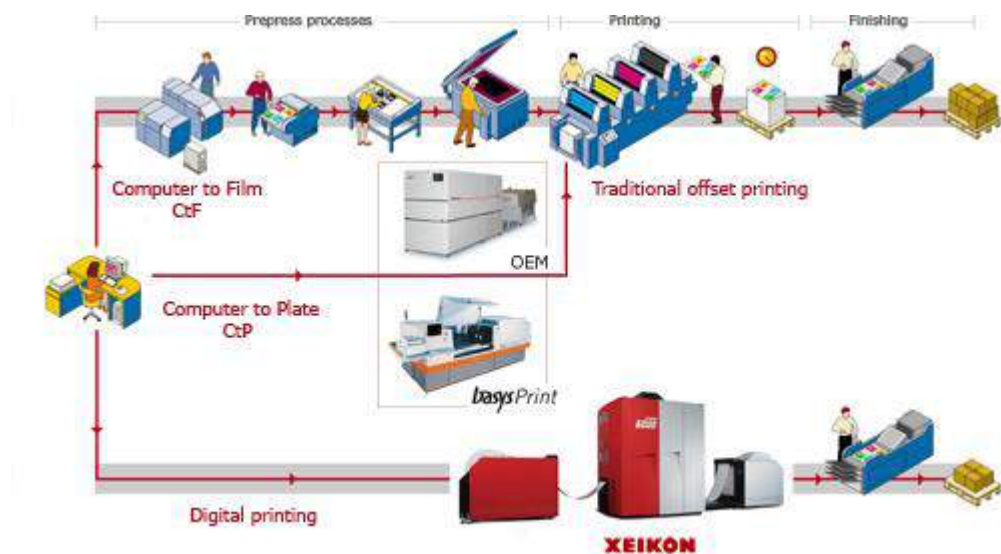 Prepress processes
Printing
Finishing
Computer to Film
CtF
Traditional offset printing
OEM
Computer to Plate
CtP
basysPrint
Digital printing
XEIKON